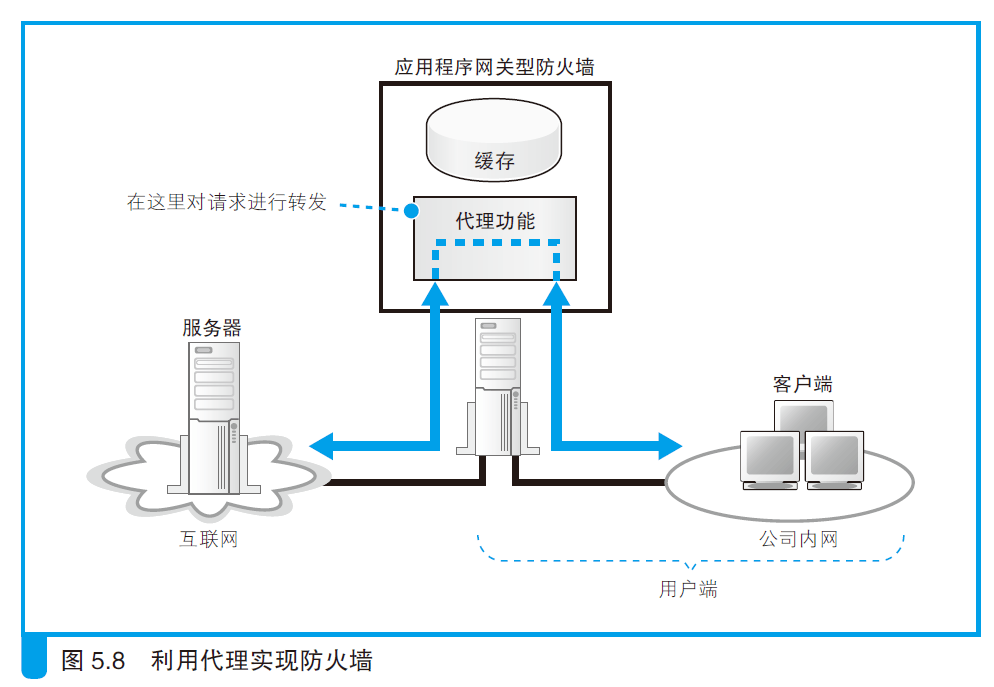 应用程序网关型防火墙
缓存
在这里对请求进行转发
代理功能
服务器
客户端
互联网
公司内网
用户端
图 5.8 利用代理实现防火墙